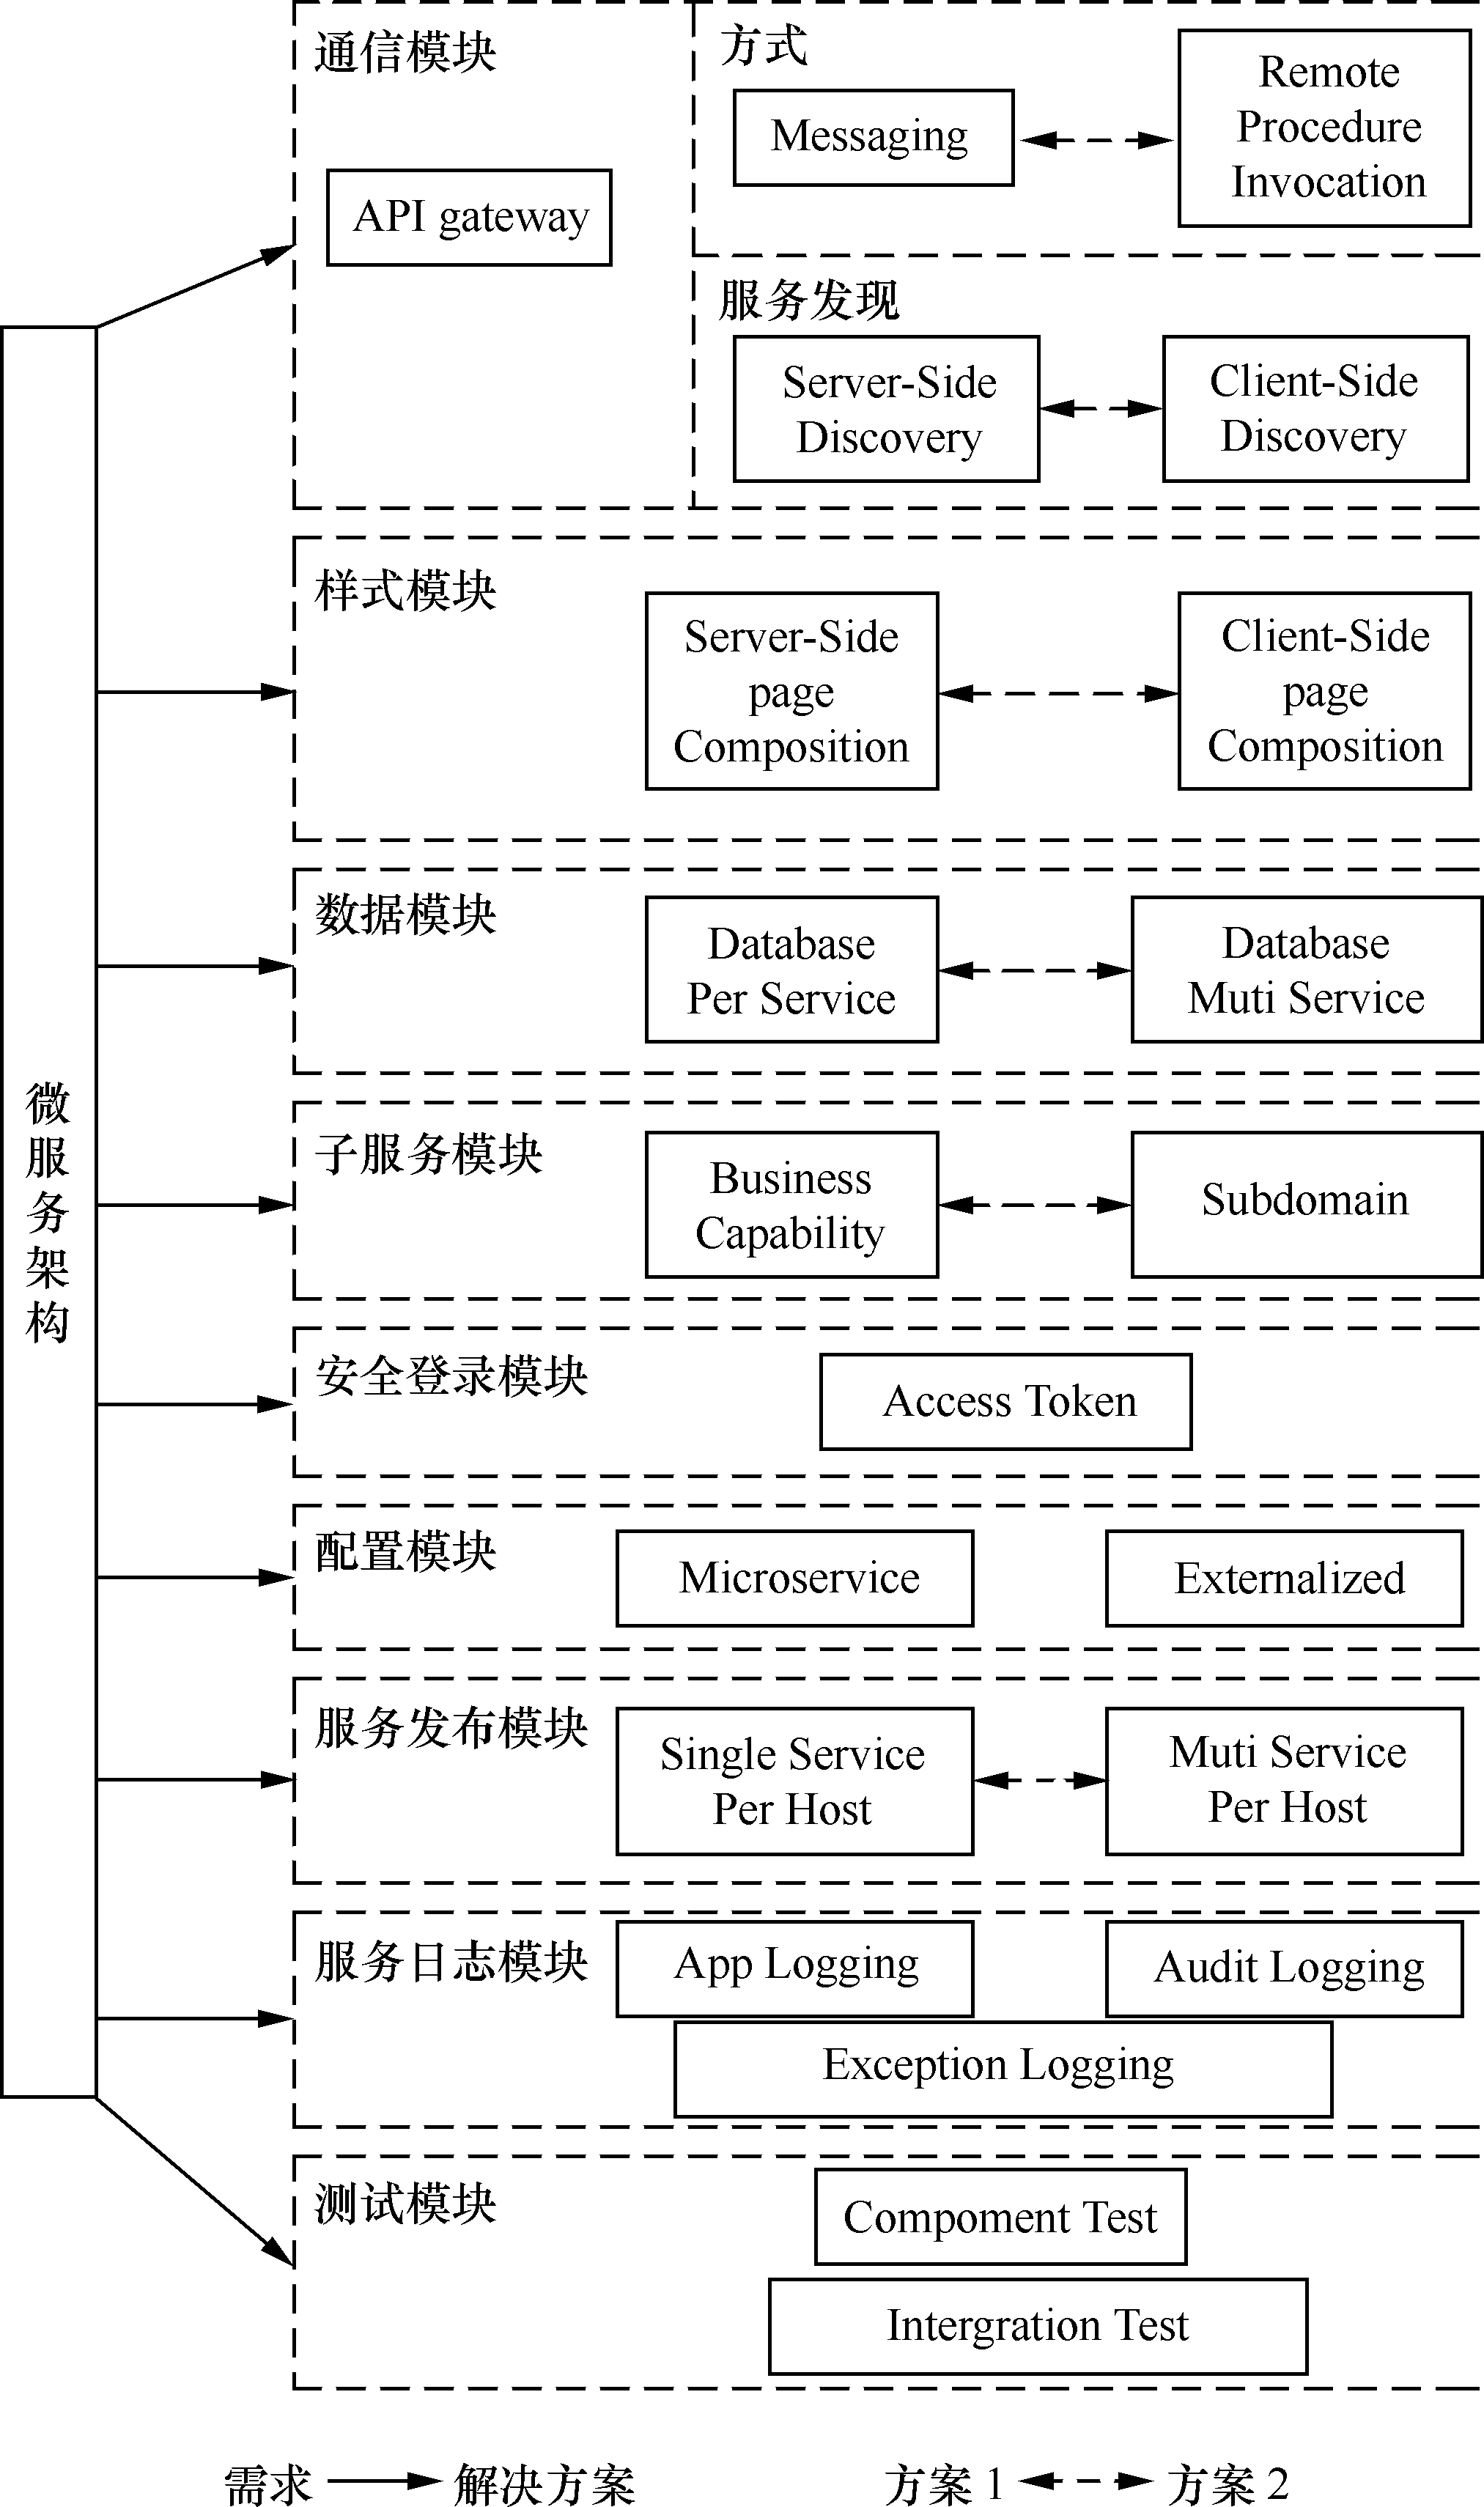 通信模块
方式
Messaging
Remote
Procedure
Invocation
API gateway
服务发现
Server-Side
Discovery
Client-Side
Discovery
样式模块
Server-Side
page
Composition
Client-Side
page
Composition
数据模块
Database
Per Service
Database
Muti Service
微服务架构
子服务模块
Business
Capability
Subdomain
安全登录模块
Access Token
配置模块
Microservice
Externalized
服务发布模块
Single Service
Per Host
Muti Service
Per Host
服务日志模块
App Logging
Audit Logging
Exception Logging
测试模块
Compoment Test
Intergration Test
需求 解决方案 方案 1 方案 2